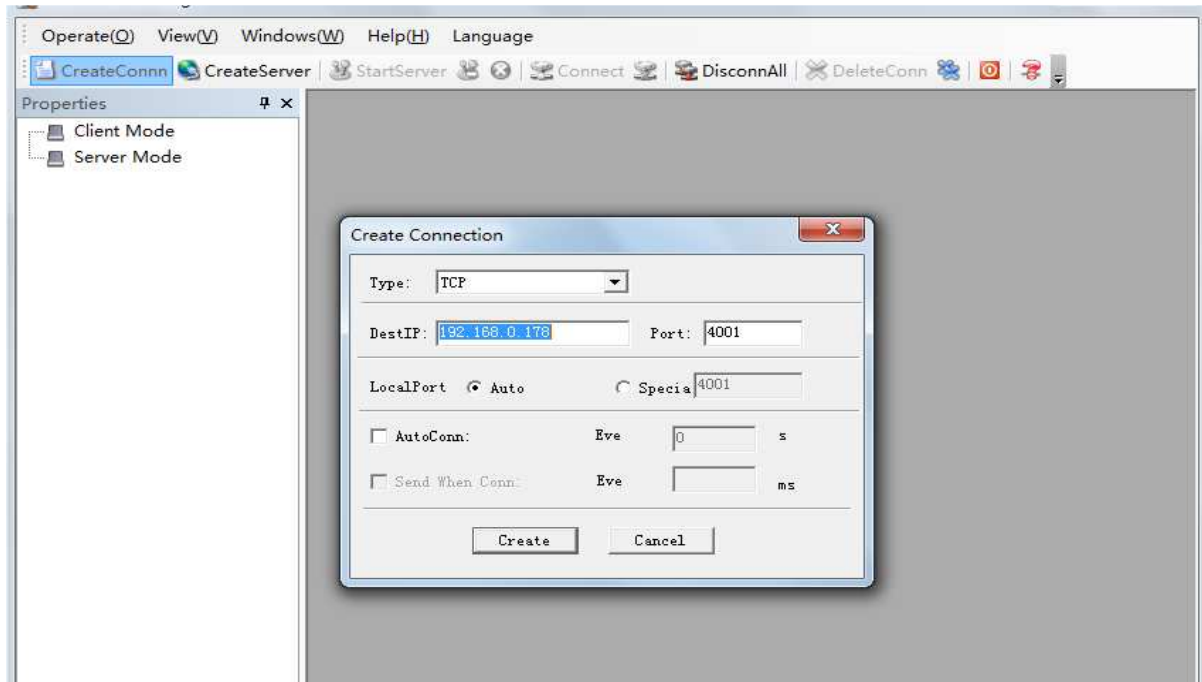 Operate(O) View(V) Windows(W) Help(H) Language
CreateConnn CreateServer StartServer Connect DisconnAll DeleteConn
Properties
Client Mode
Server Mode
Create Connection
Type: TCP
DestIP: 192.168.0.178 Port: 4001
LocalPort Auto Specia 4001
AutoConn: Eve 0 s
Send When Conn: Eve ms
Create Cancel